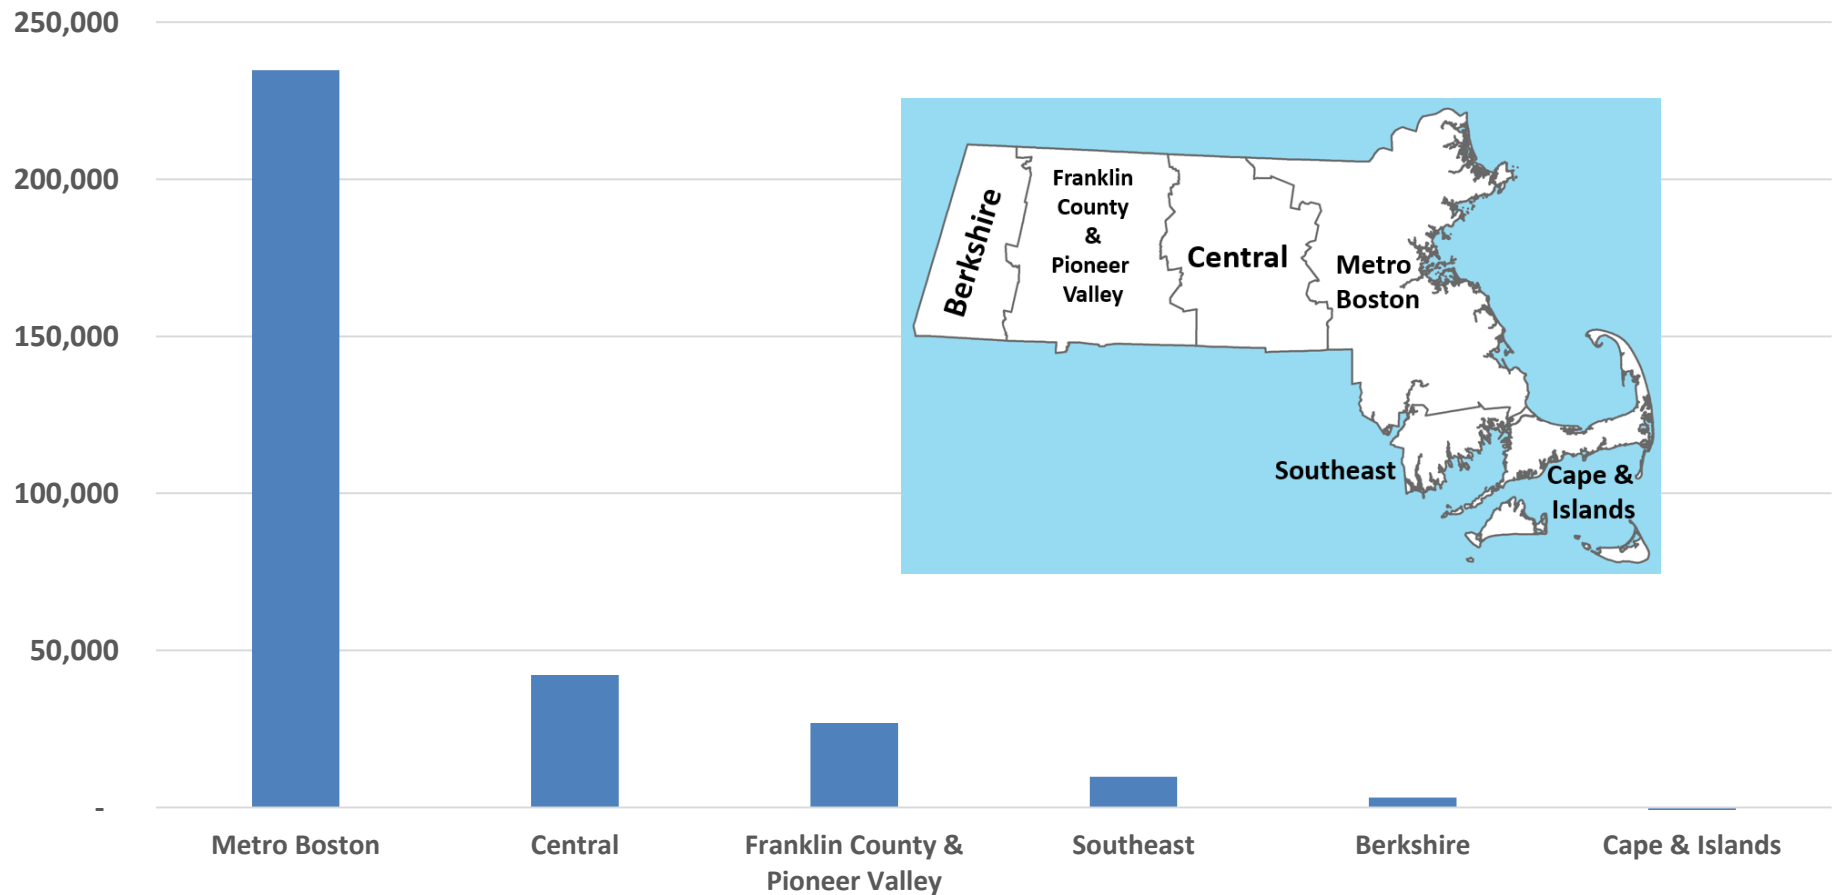 250,000
200,000
150,000
100,000
50,000
-
Metro Boston
Central
Franklin County &
Pioneer Valley
Southeast
Berkshire
Cape & Islands
Berkshire
Franklin
County
&
Pioneer
Valley
Central
Metro
Boston
Southeast
Cape &
Islands